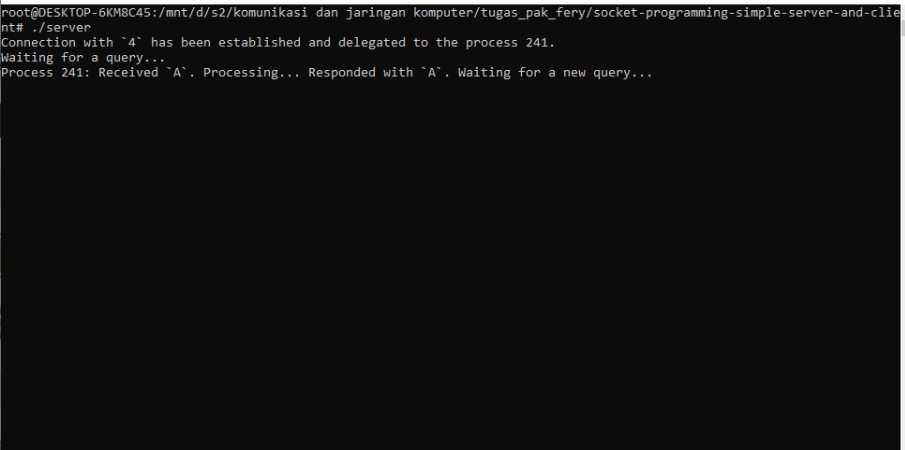 root@DESKTOP-6KM8C45:/mnt/d/s2/komunikasi dan jaringan komputer/tugas_pak_fery/socket-programming-simple-server-and-clie
nt# ./server
Connection with `4` has been established and delegated to the process 241.
Waiting for a query...
Process 241: Received `A`. Processing... Responded with `A`. Waiting for a new query...